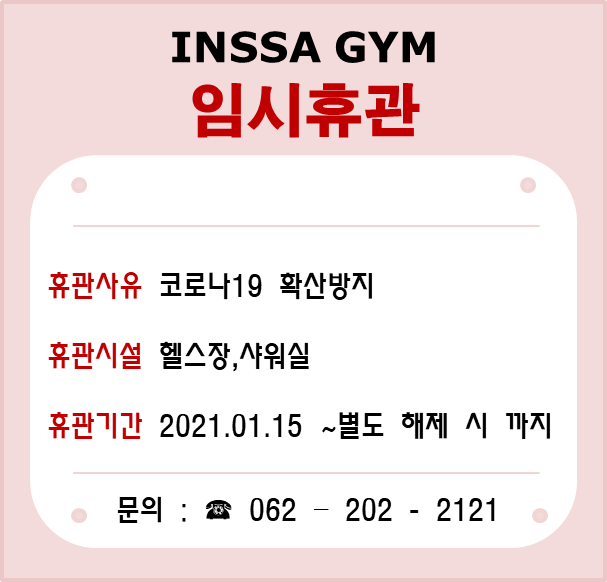 INSSA GYM
임시휴관
휴관사유 코로나19 확산방지
휴관시설 헬스장,샤워실
휴관기간 2021.01.15 ~별도 해제 시 까지
문의 : ☎ 062 – 202 - 2121